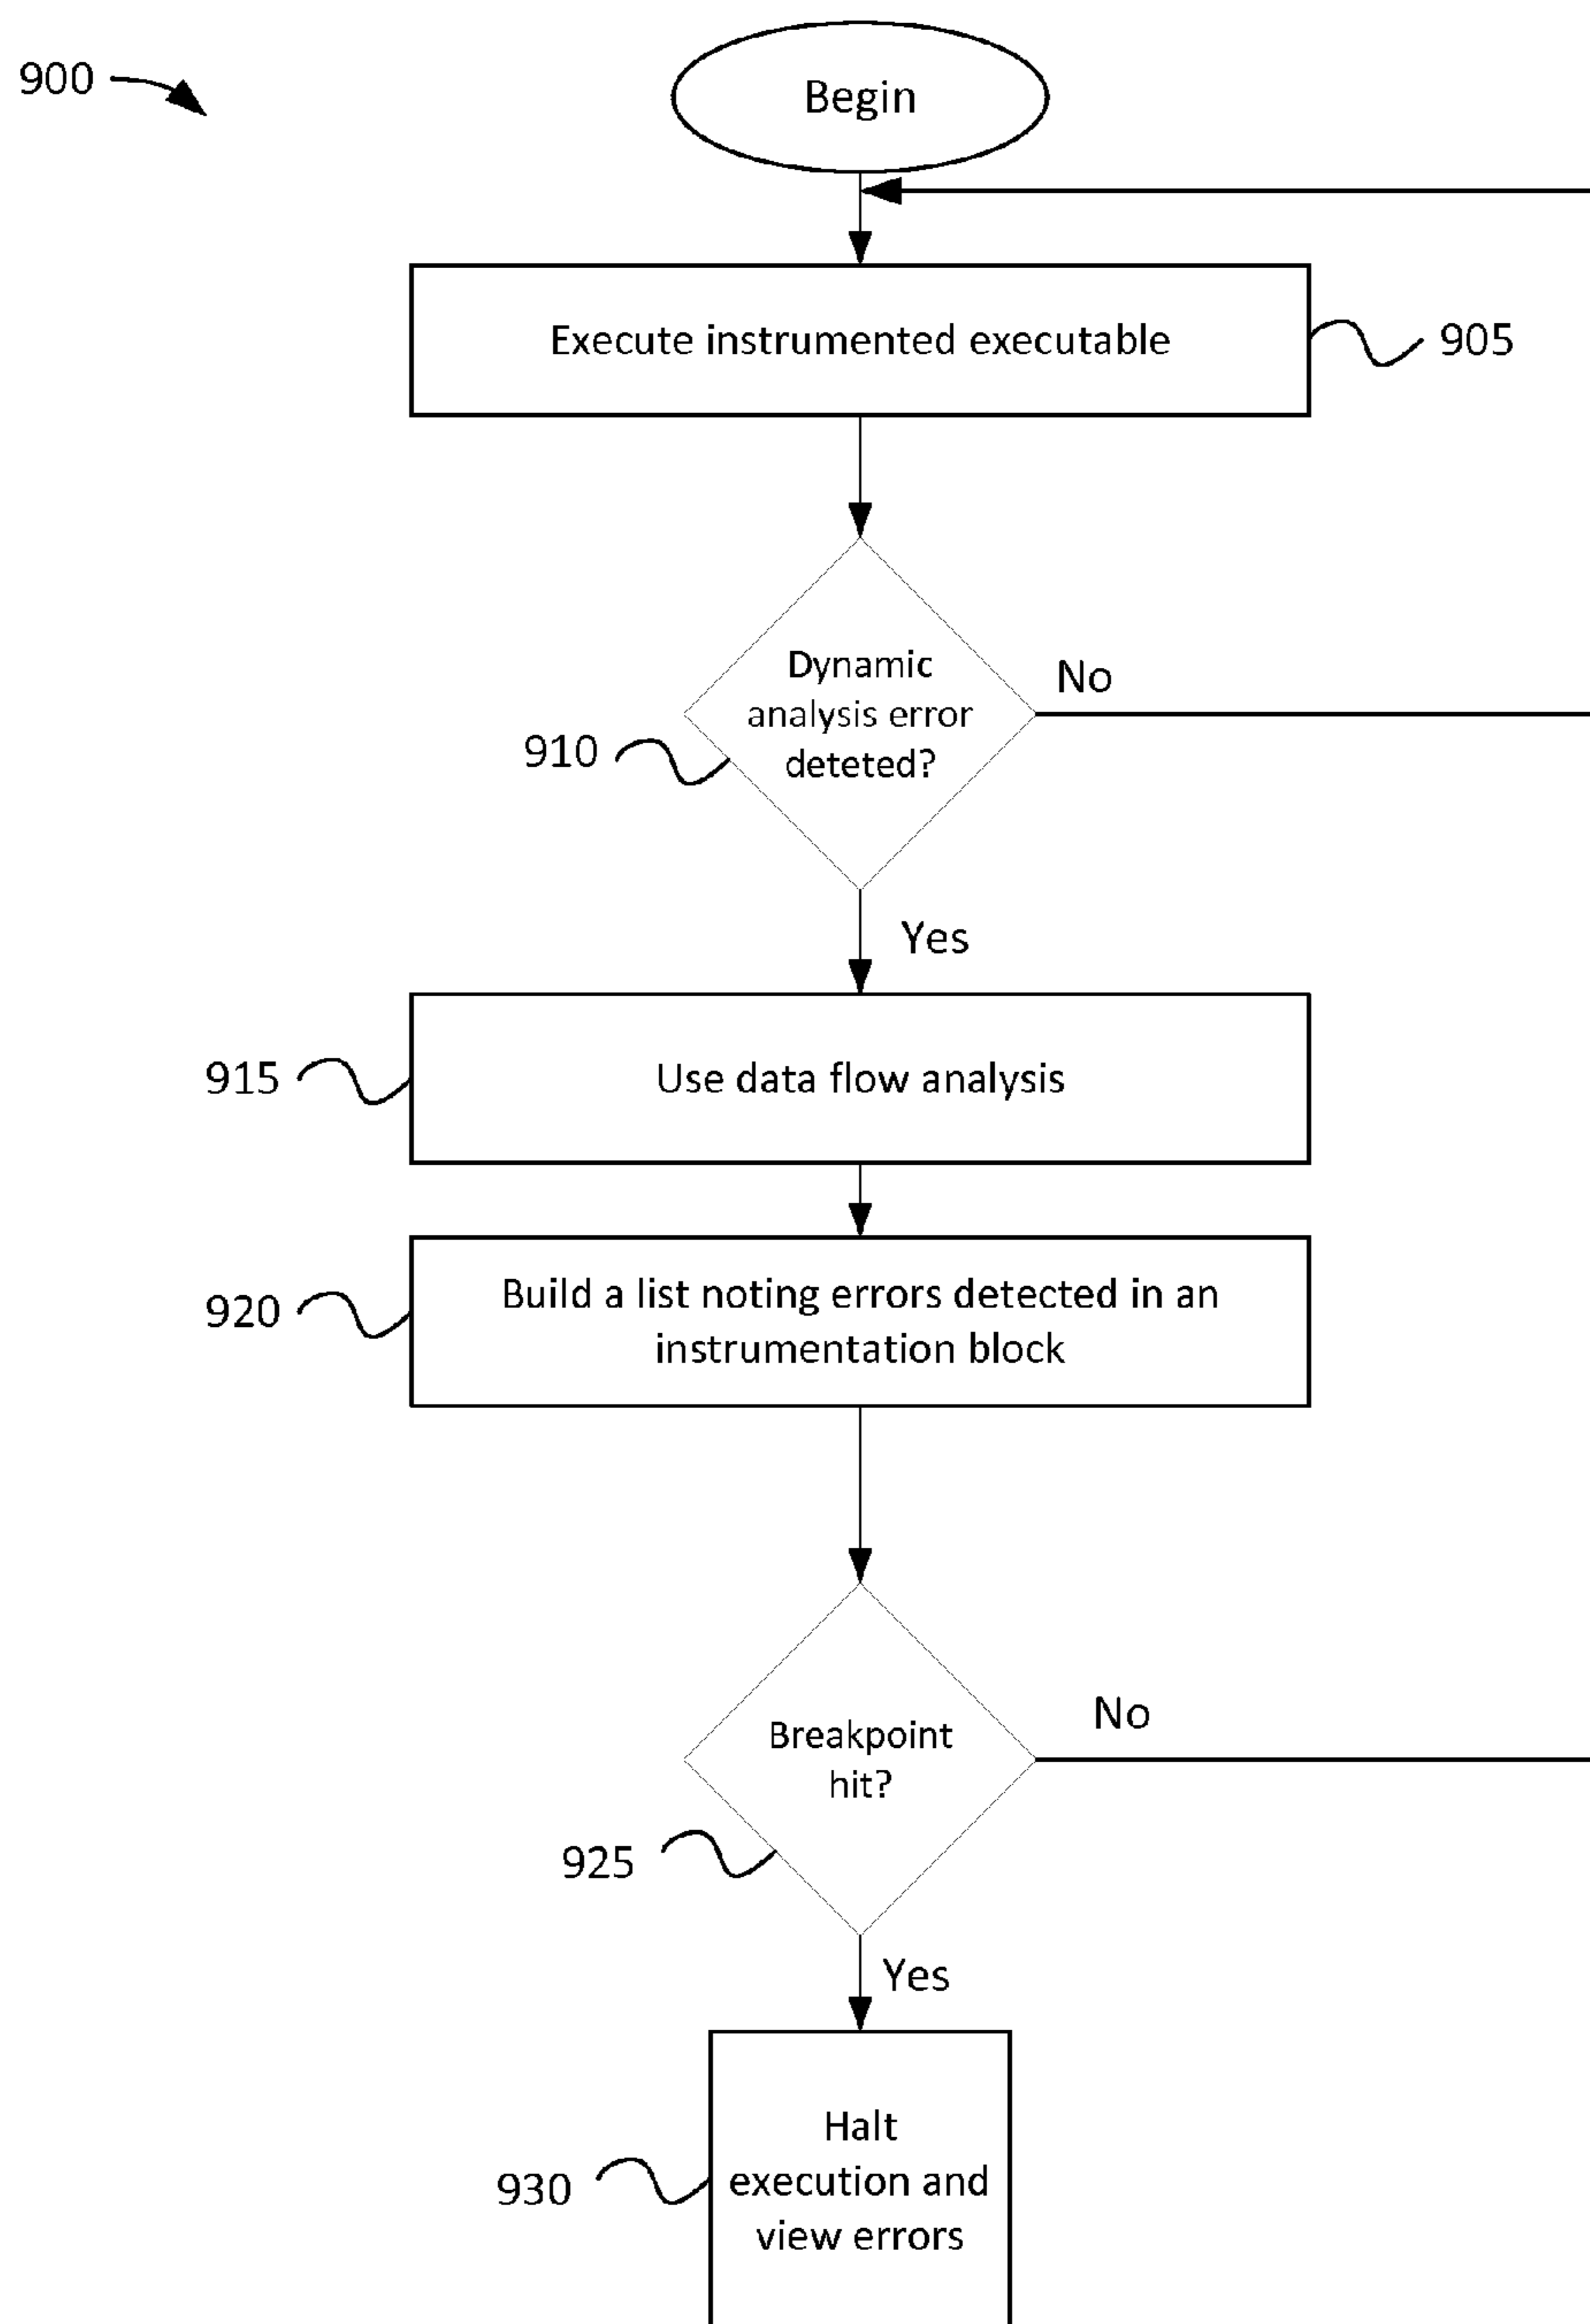 900
Begin
Execute instrumented executable
905
Dynamic
analysis error
deteted?
No
910
Yes
915
Use data flow analysis
920
Build a list noting errors detected in an
instrumentation block
Breakpoint
hit?
No
925
Yes
Halt
execution and
view errors
930